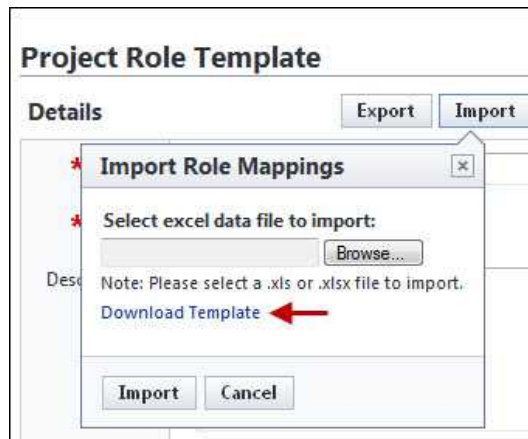 Project Role Template
Details Export Import
* Import Role Mappings ×
* Select excel data file to import:
Browse...
Desc Note: Please select a .xls or .xlsx file to import.
Download Template
Import Cancel